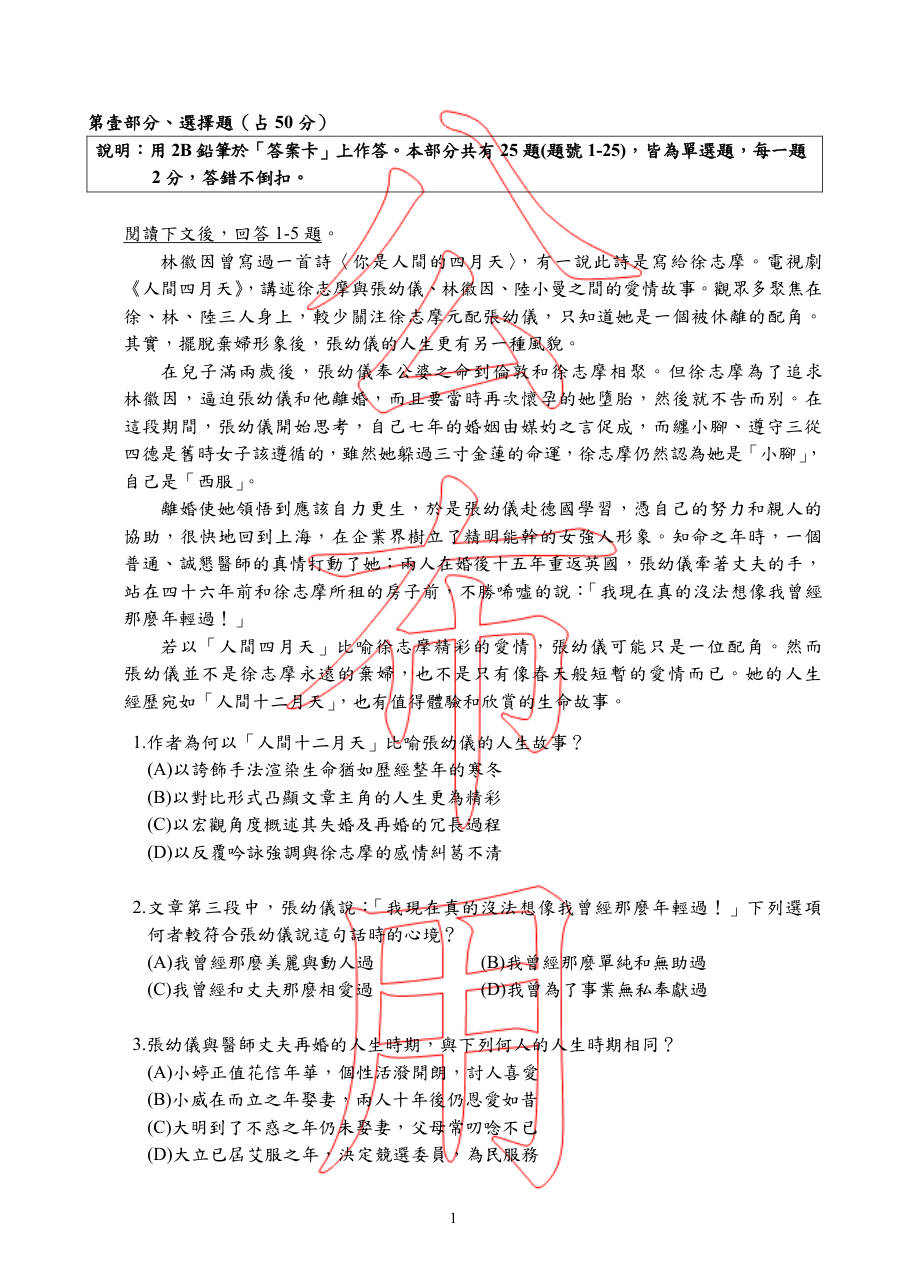 第壹部分、選擇題（占 50 分）
說明：用 2B 鉛筆於「答案卡」上作答。本部分共有 25 題(題號 1-25)，皆為單選題，每一題
2 分，答錯不倒扣。
閱讀下文後，回答 1-5 題。
林徽因曾寫過一首詩〈你是人間的四月天〉，有一說此詩是寫給徐志摩。電視劇
《人間四月天》，講述徐志摩與張幼儀、林徽因、陸小曼之間的愛情故事。觀眾多聚焦在
徐、林、陸三人身上，較少關注徐志摩元配張幼儀，只知道她是一個被休離的配角。
其實，擺脫棄婦形象後，張幼儀的人生更有另一種風貌。
在兒子滿兩歲後，張幼儀奉公婆之命到倫敦和徐志摩相聚。但徐志摩為了追求
林徽因，逼迫張幼儀和他離婚，而且要當時再次懷孕的她墮胎，然後就不告而別。在
這段期間，張幼儀開始思考，自己七年的婚姻由媒妁之言促成，而纏小腳、遵守三從
四德是舊時女子該遵循的，雖然她躲過三寸金蓮的命運，徐志摩仍然認為她是「小腳」，
自己是「西服」。
離婚使她領悟到應該自力更生，於是張幼儀赴德國學習，憑自己的努力和親人的
協助，很快地回到上海，在企業界樹立了精明能幹的女強人形象。知命之年時，一個
普通、誠懇醫師的真情打動了她；兩人在婚後十五年重返英國，張幼儀牽著丈夫的手，
站在四十六年前和徐志摩所租的房子前，不勝唏噓的說：「我現在真的沒法想像我曾經
那麼年輕過！」
若以「人間四月天」比喻徐志摩精彩的愛情，張幼儀可能只是一位配角。然而
張幼儀並不是徐志摩永遠的棄婦，也不是只有像春天般短暫的愛情而已。她的人生
經歷宛如「人間十二月天」，也有值得體驗和欣賞的生命故事。
1.作者為何以「人間十二月天」比喻張幼儀的人生故事？
(A)以誇飾手法渲染生命猶如歷經整年的寒冬
(B)以對比形式凸顯文章主角的人生更為精彩
(C)以宏觀角度概述其失婚及再婚的冗長過程
(D)以反覆吟詠強調與徐志摩的感情糾葛不清
2.文章第三段中，張幼儀說：「我現在真的沒法想像我曾經那麼年輕過！」下列選項
何者較符合張幼儀說這句話時的心境？
(A)我曾經那麼美麗與動人過 (B)我曾經那麼單純和無助過
(C)我曾經和丈夫那麼相愛過 (D)我曾為了事業無私奉獻過
3.張幼儀與醫師丈夫再婚的人生時期，與下列何人的人生時期相同？
(A)小婷正值花信年華，個性活潑開朗，討人喜愛
(B)小威在而立之年娶妻，兩人十年後仍恩愛如昔
(C)大明到了不惑之年仍未娶妻，父母常叨唸不已
(D)大立已屆艾服之年，決定競選委員，為民服務
1
公布用